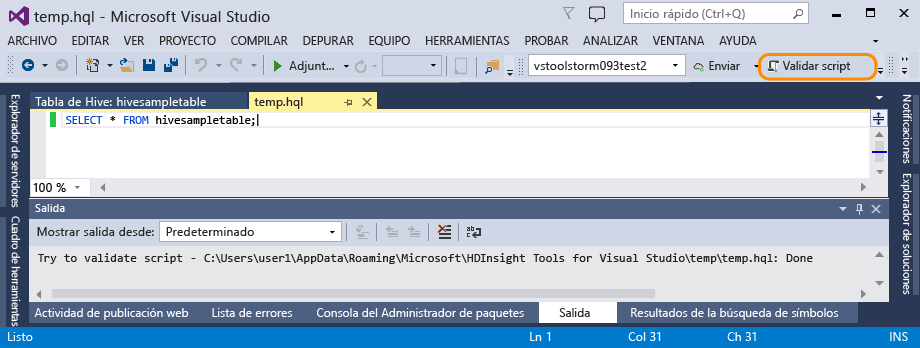 temp.hql - Microsoft Visual Studio
Inicio rápido (Ctrl+Q)
ARCHIVO EDITAR VER PROYECTO COMPILAR DEPURAR EQUIPO HERRAMIENTAS PROBAR ANALIZAR VENTANA AYUDA
Adjunt... vstoolstorm093test2 Enviar Validar script
Explorador de servidores
Cuadro de herramientas
Tabla de Hive: hivesampletable temp.hql
SELECT * FROM hivesampletable;
100 %
Salida
Mostrar salida desde: Predeterminado
Try to validate script - C:\Users\user1\AppData\Roaming\Microsoft\HDInsight Tools for Visual Studio\temp\temp.hql: Done
Actividad de publicación web Lista de errores Consola del Administrador de paquetes Salida Resultados de la búsqueda de símbolos
Notificaciones
Explorador de soluciones
Listo Ln 1 Col 31 Ch 31 INS